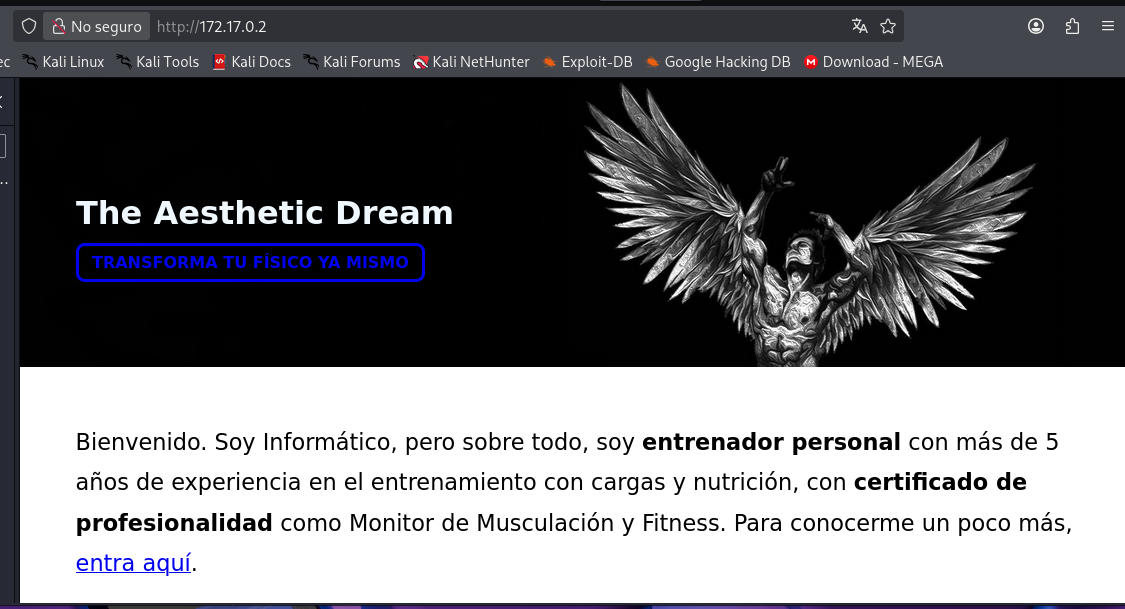 No seguro http://172.17.0.2
ec Kali Linux Kali Tools Kali Docs Kali Forums Kali NetHunter Exploit-DB Google Hacking DB Download - MEGA
The Aesthetic Dream
TRANSFORMA TU FÍSICO YA MISMO
Bienvenido. Soy Informático, pero sobre todo, soy entrenador personal con más de 5
años de experiencia en el entrenamiento con cargas y nutrición, con certificado de
profesionalidad como Monitor de Musculación y Fitness. Para conocerme un poco más,
entra aquí.